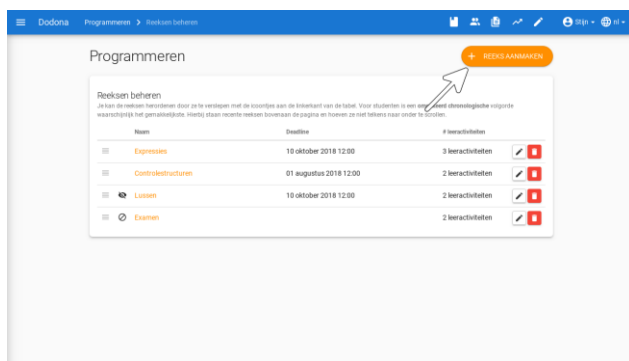 Dodona Programmeren > Reeksen beheren Stijn nl
Programmeren
+ REEKS AANMAKEN
Reeksen beheren
Je kan de reeksen herordenen door ze te verslepen met de icoontjes aan de linkerkant van de tabel. Voor studenten is een chronologische volgorde
waarschijnlijk het gemakkelijkste. Hierbij staan recente reeksen bovenaan de pagina en hoeven ze niet telkens naar onder te scrollen.
Naam Deadline # leeractiviteiten
Expressies 10 oktober 2018 12:00 3 leeractiviteiten
Controlestructuren 01 augustus 2018 12:00 2 leeractiviteiten
Lussen 10 oktober 2018 12:00 2 leeractiviteiten
Examen 2 leeractiviteiten